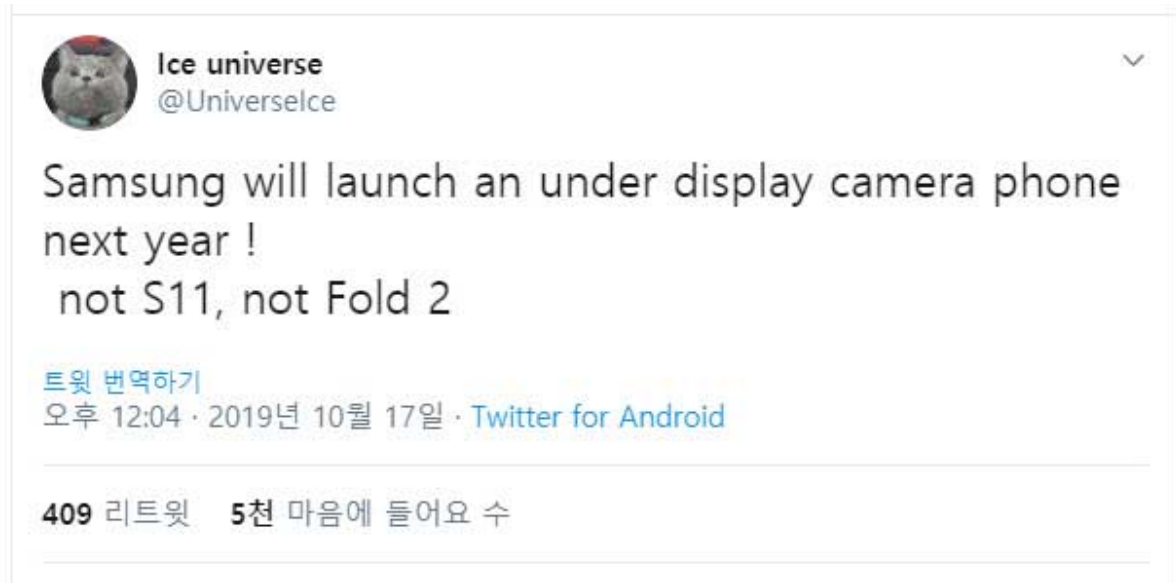 Ice universe
@UniverseIce
Samsung will launch an under display camera phone
next year !
not S11, not Fold 2
트윗 번역하기
오후 12:04 · 2019년 10월 17일 · Twitter for Android
409 리트윗 5천 마음에 들어요 수